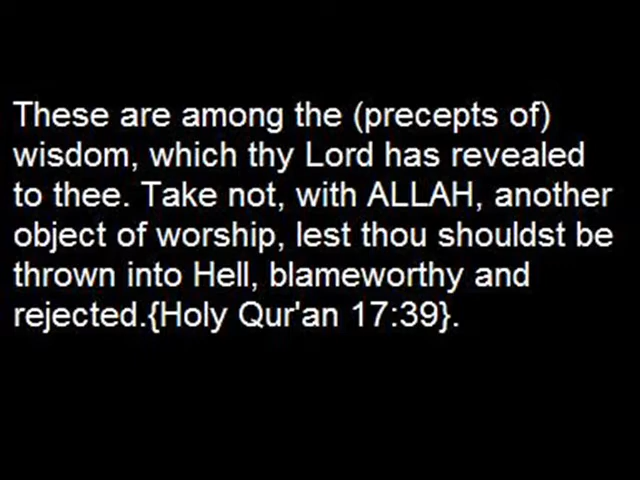 These are among the (precepts of)
wisdom, which thy Lord has revealed
to thee. Take not, with ALLAH, another
object of worship, lest thou shouldst be
thrown into Hell, blameworthy and
rejected.{Holy Qur'an 17:39}.